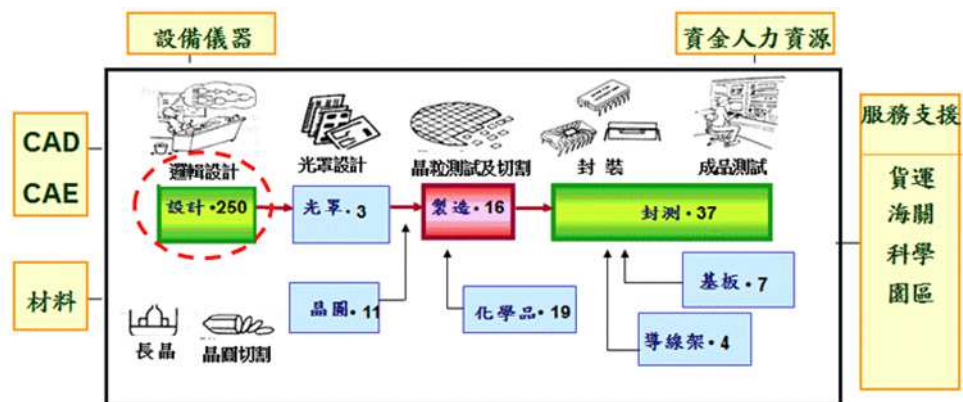 設備儀器
資金人力資源
CAD
CAE
材料
邏輯設計
光罩設計
晶粒測試及切割
封裝
成品測試
設計・250
光罩・3
製造・16
封測・37
晶圓・11
化學品・19
基板・7
導線架・4
長晶
晶圓切割
服務支援
貨運
海關
科學
園區